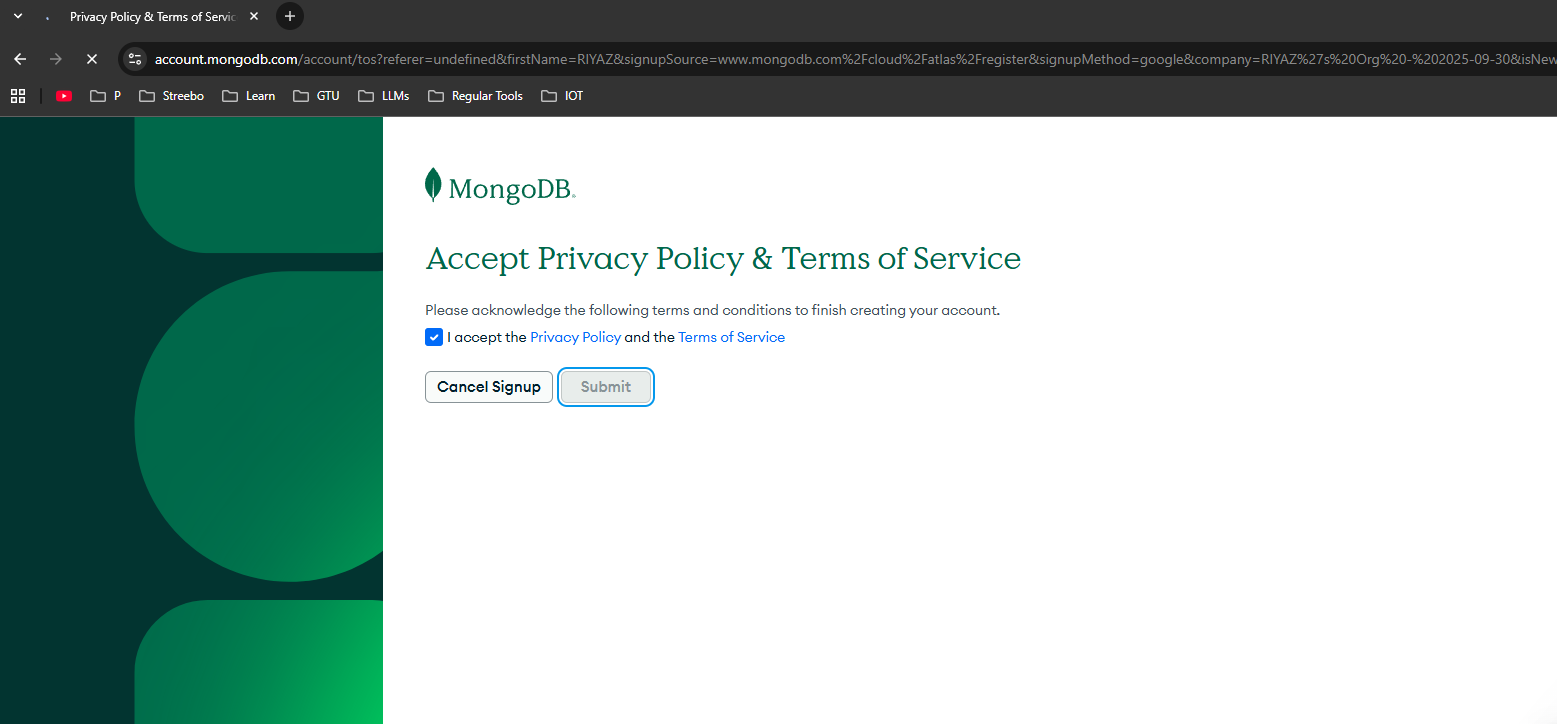 Privacy Policy & Terms of Servic
account.mongodb.com/account/tos?referer=undefined&firstName=RIYAZ&signupSource=www.mongodb.com%2Fcloud%2Fatlas%2Fregister&signupMethod=google&company=RIYAZ%27s%20Org%20-%202025-09-30&isNew
P Streebo Learn GTU LLMs Regular Tools IOT
MongoDB®
Accept Privacy Policy & Terms of Service
Please acknowledge the following terms and conditions to finish creating your account.
I accept the Privacy Policy and the Terms of Service
Cancel Signup Submit